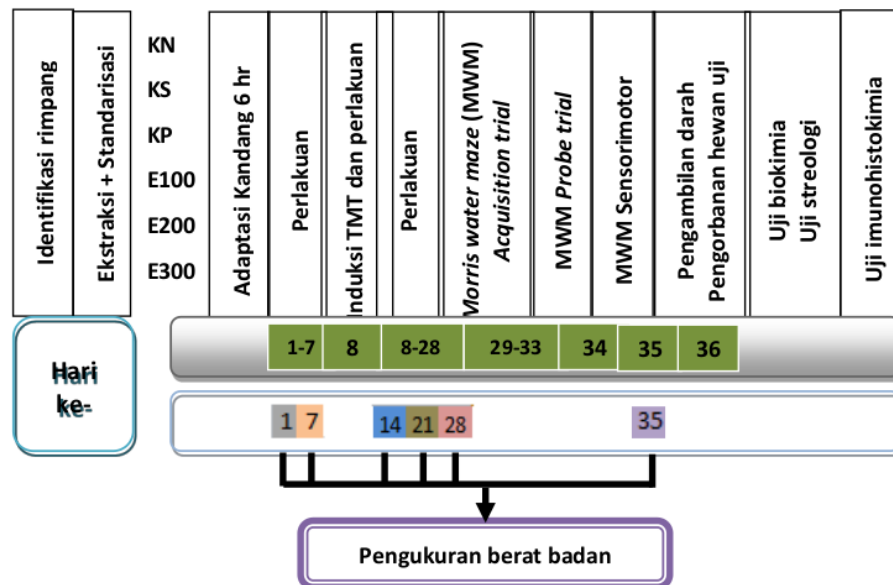 Identifikasi rimpang
Ekstraksi + Standarisasi
KN
KS
KP
E100
E200
E300
Adaptasi Kandang 6 hr
Perlakuan
Induksi TMT dan perlakuan
Perlakuan
Morris water maze (MWM)
Acquisition trial
MWM Probe trial
MWM Sensorimotor
Pengambilan darah
Pengorbanan hewan uji
Uji biokimia
Uji streologi
Uji imunohistokimia
Hari
ke-
1-7
8
8-28
29-33
34
35
36
1
7
14
21
28
35
Pengukuran berat badan